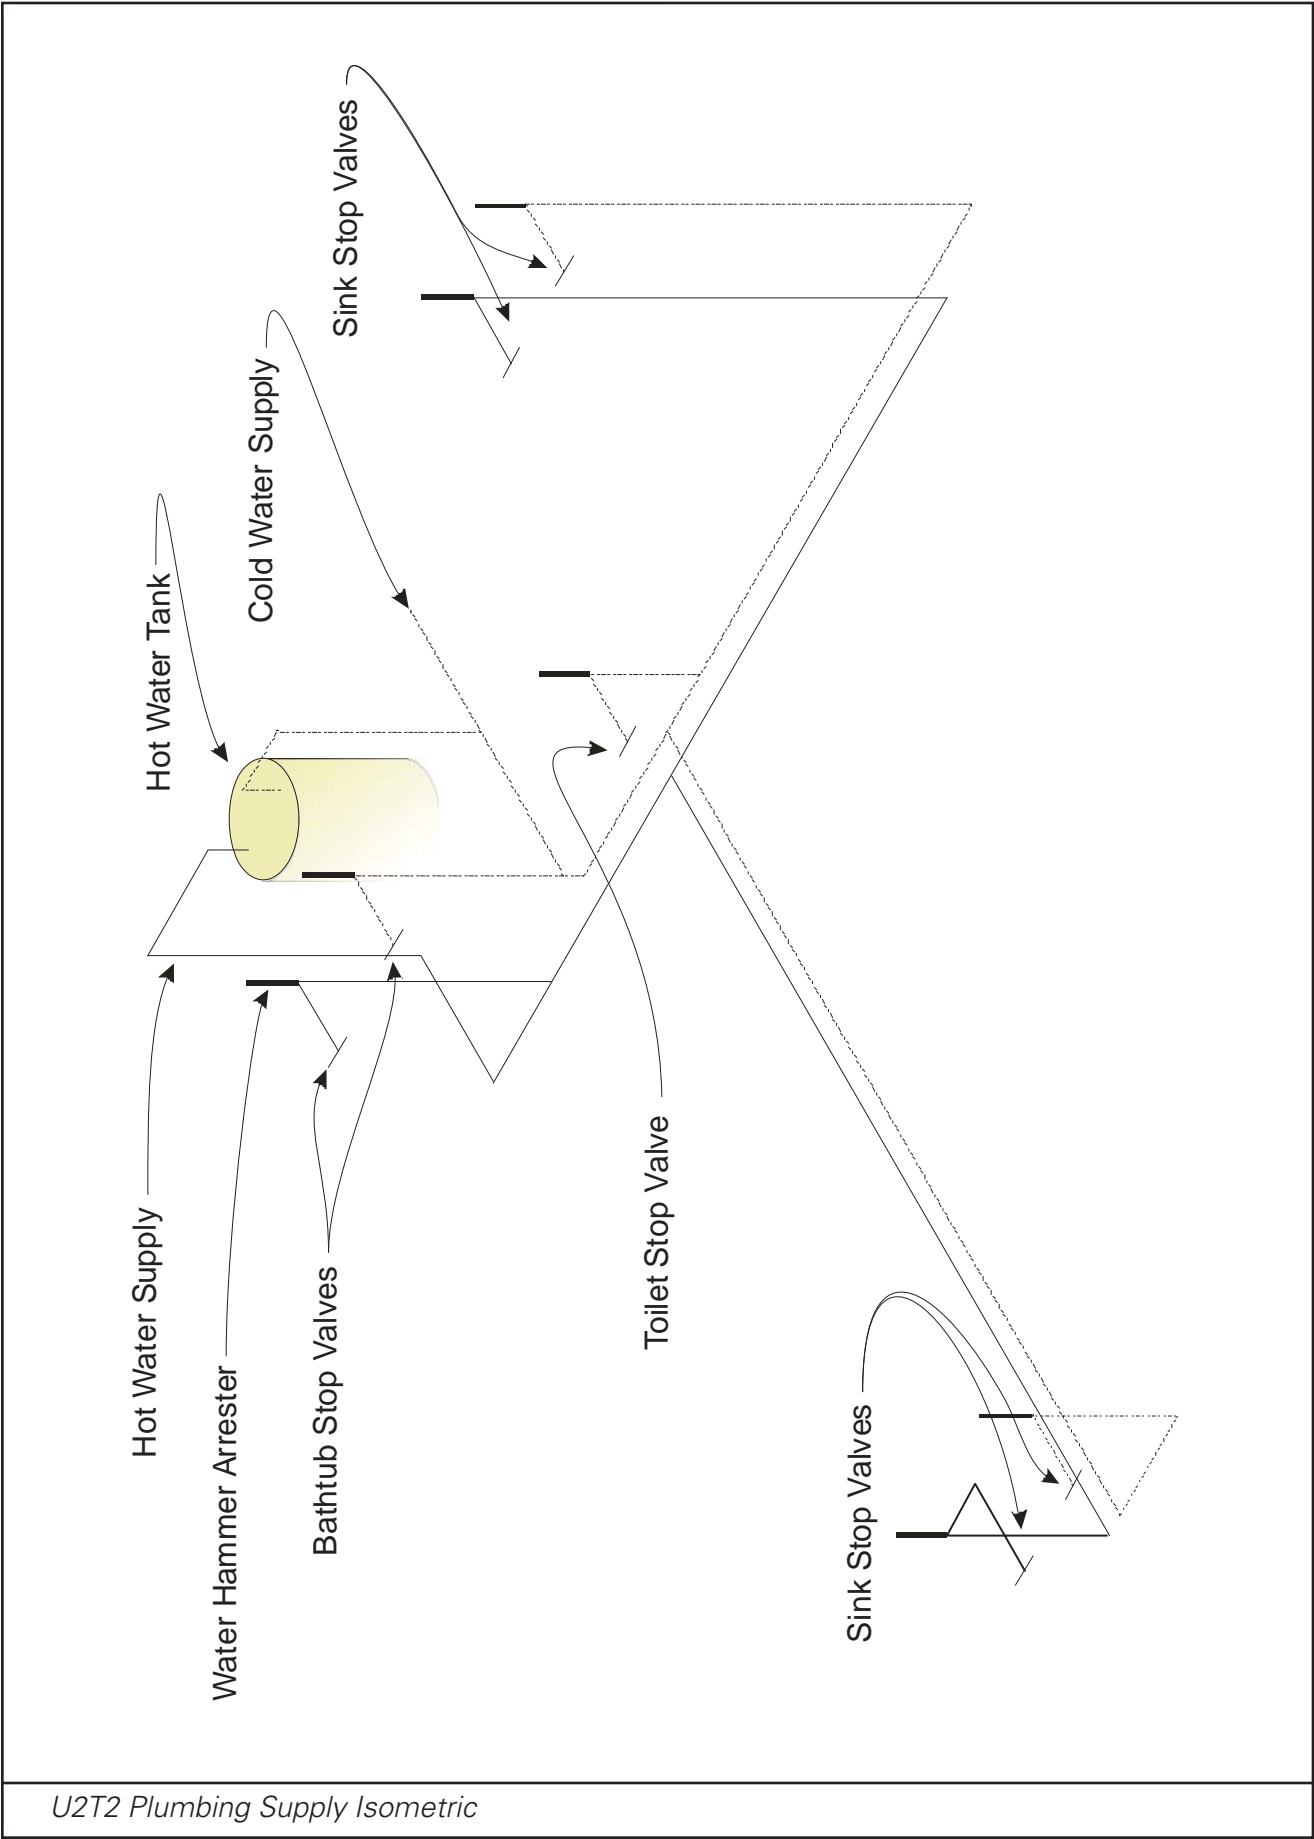 Sink Stop Valves
Cold Water Supply
Hot Water Tank
Hot Water Supply
Water Hammer Arrester
Bathtub Stop Valves
Toilet Stop Valve
Sink Stop Valves
U2T2 Plumbing Supply Isometric